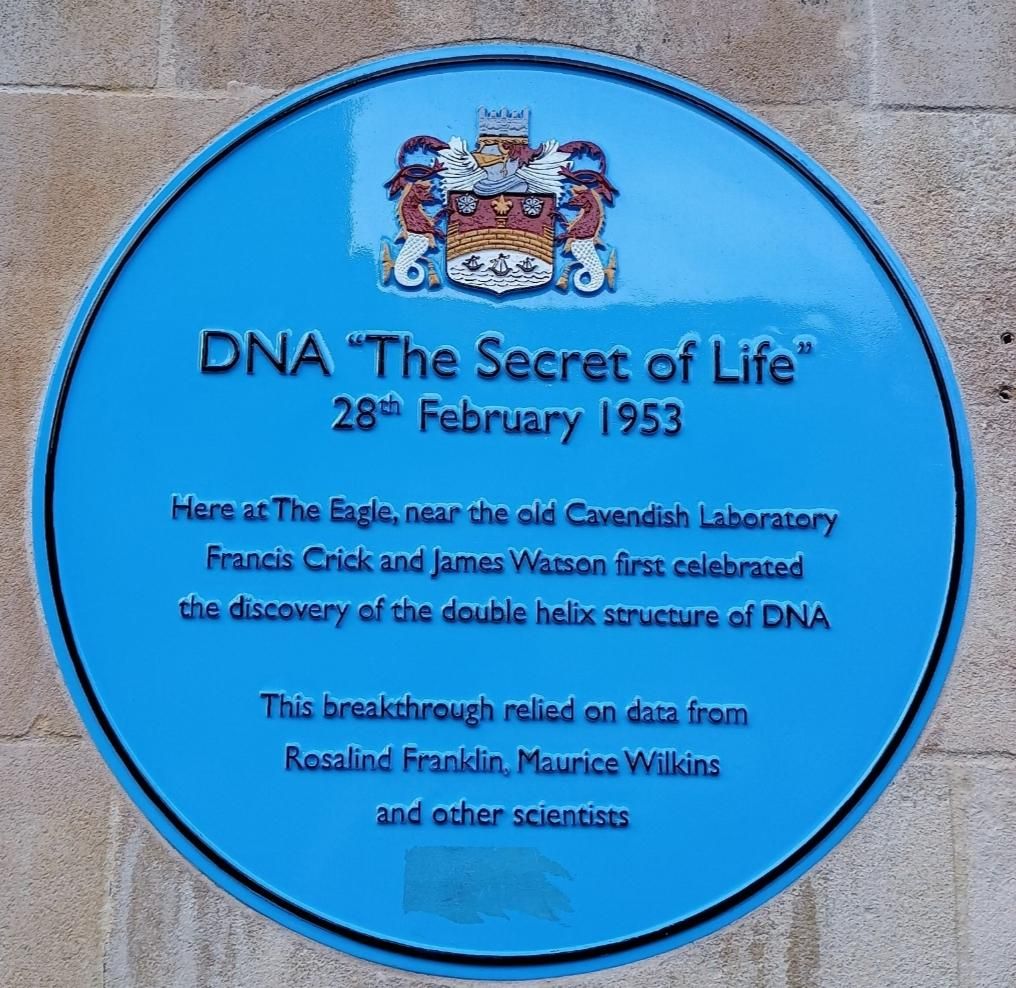 DNA “The Secret of Life”
28th February 1953
Here at The Eagle, near the old Cavendish Laboratory
Francis Crick and James Watson first celebrated
the discovery of the double helix structure of DNA
This breakthrough relied on data from
Rosalind Franklin, Maurice Wilkins
and other scientists